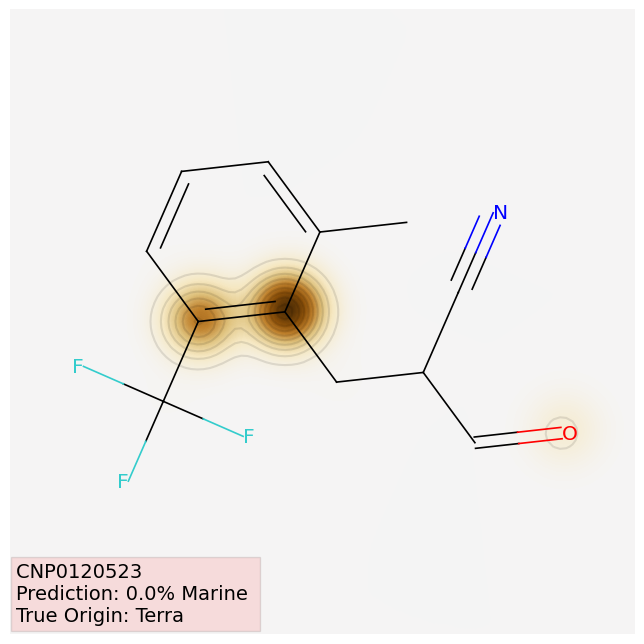 N
F
F
O
F
CNP0120523
Prediction: 0.0% Marine
True Origin: Terra